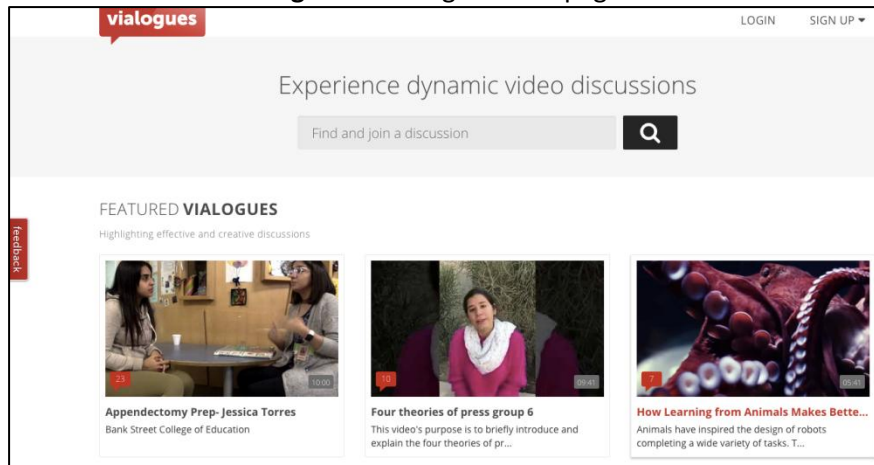 vialogues
LOGIN SIGN UP
Experience dynamic video discussions
Find and join a discussion
FEATURED VIALOGUES
Highlighting effective and creative discussions
feedback
23 10:00
10 09:41
7 05:41
Appendectomy Prep- Jessica Torres
Bank Street College of Education
Four theories of press group 6
This video's purpose is to briefly introduce and
explain the four theories of pr...
How Learning from Animals Makes Bette...
Animals have inspired the design of robots
completing a wide variety of tasks. T...